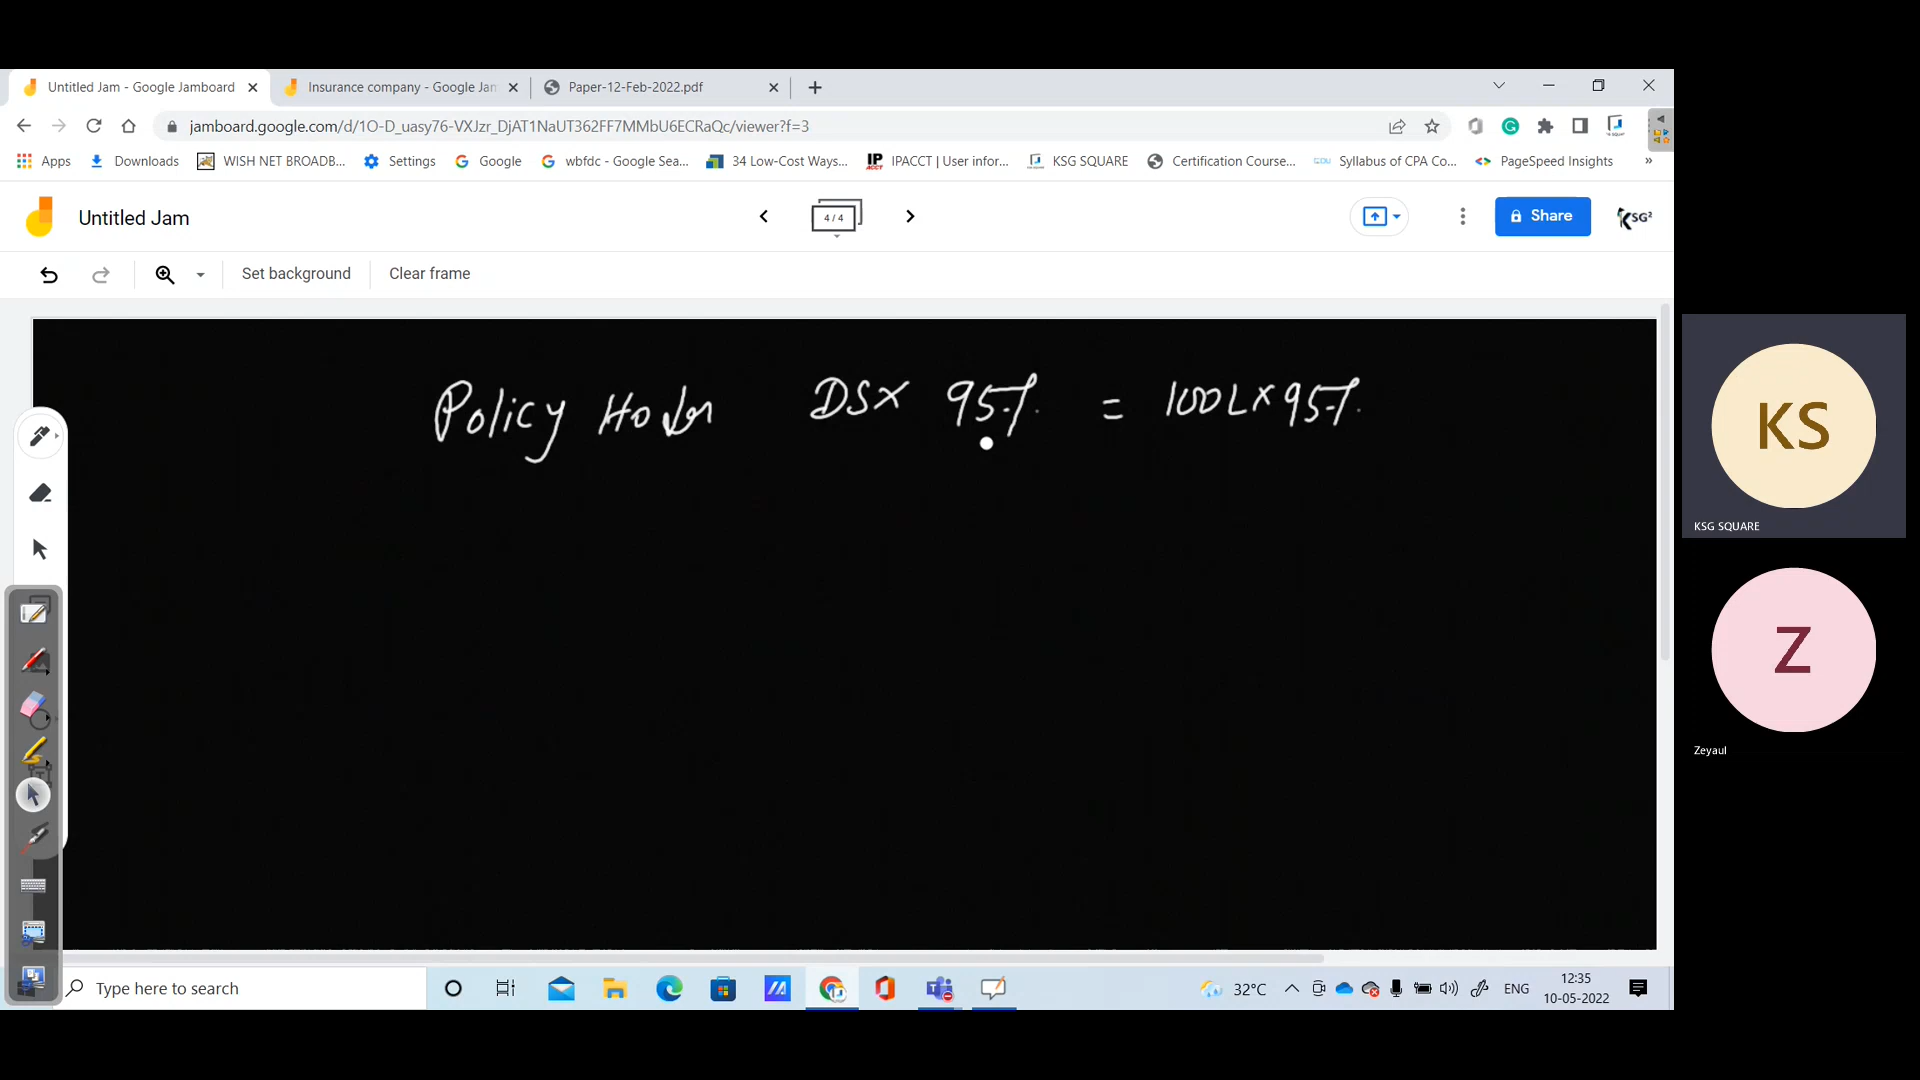 Untitled Jam - Google Jamboard
Insurance company - Google Jan
Paper-12-Feb-2022.pdf
jamboard.google.com/d/1O-D_uasy76-VXJzr_DjAT1NaUT362FF7MMbU6ECRaQc/viewer?f=3
Apps Downloads WISH NET BROADB... Settings Google wbfdc - Google Sea... 34 Low-Cost Ways... IPACCT | User infor... KSG SQUARE Certification Course... Syllabus of CPA Co... PageSpeed Insights »
Untitled Jam
4 / 4
Share
KSG²
Set background Clear frame
Policy DS× 95% = 100L×95%
KS
KSG SQUARE
Z
Zeyaul
Type here to search
32°C
ENG
12:35
10-05-2022